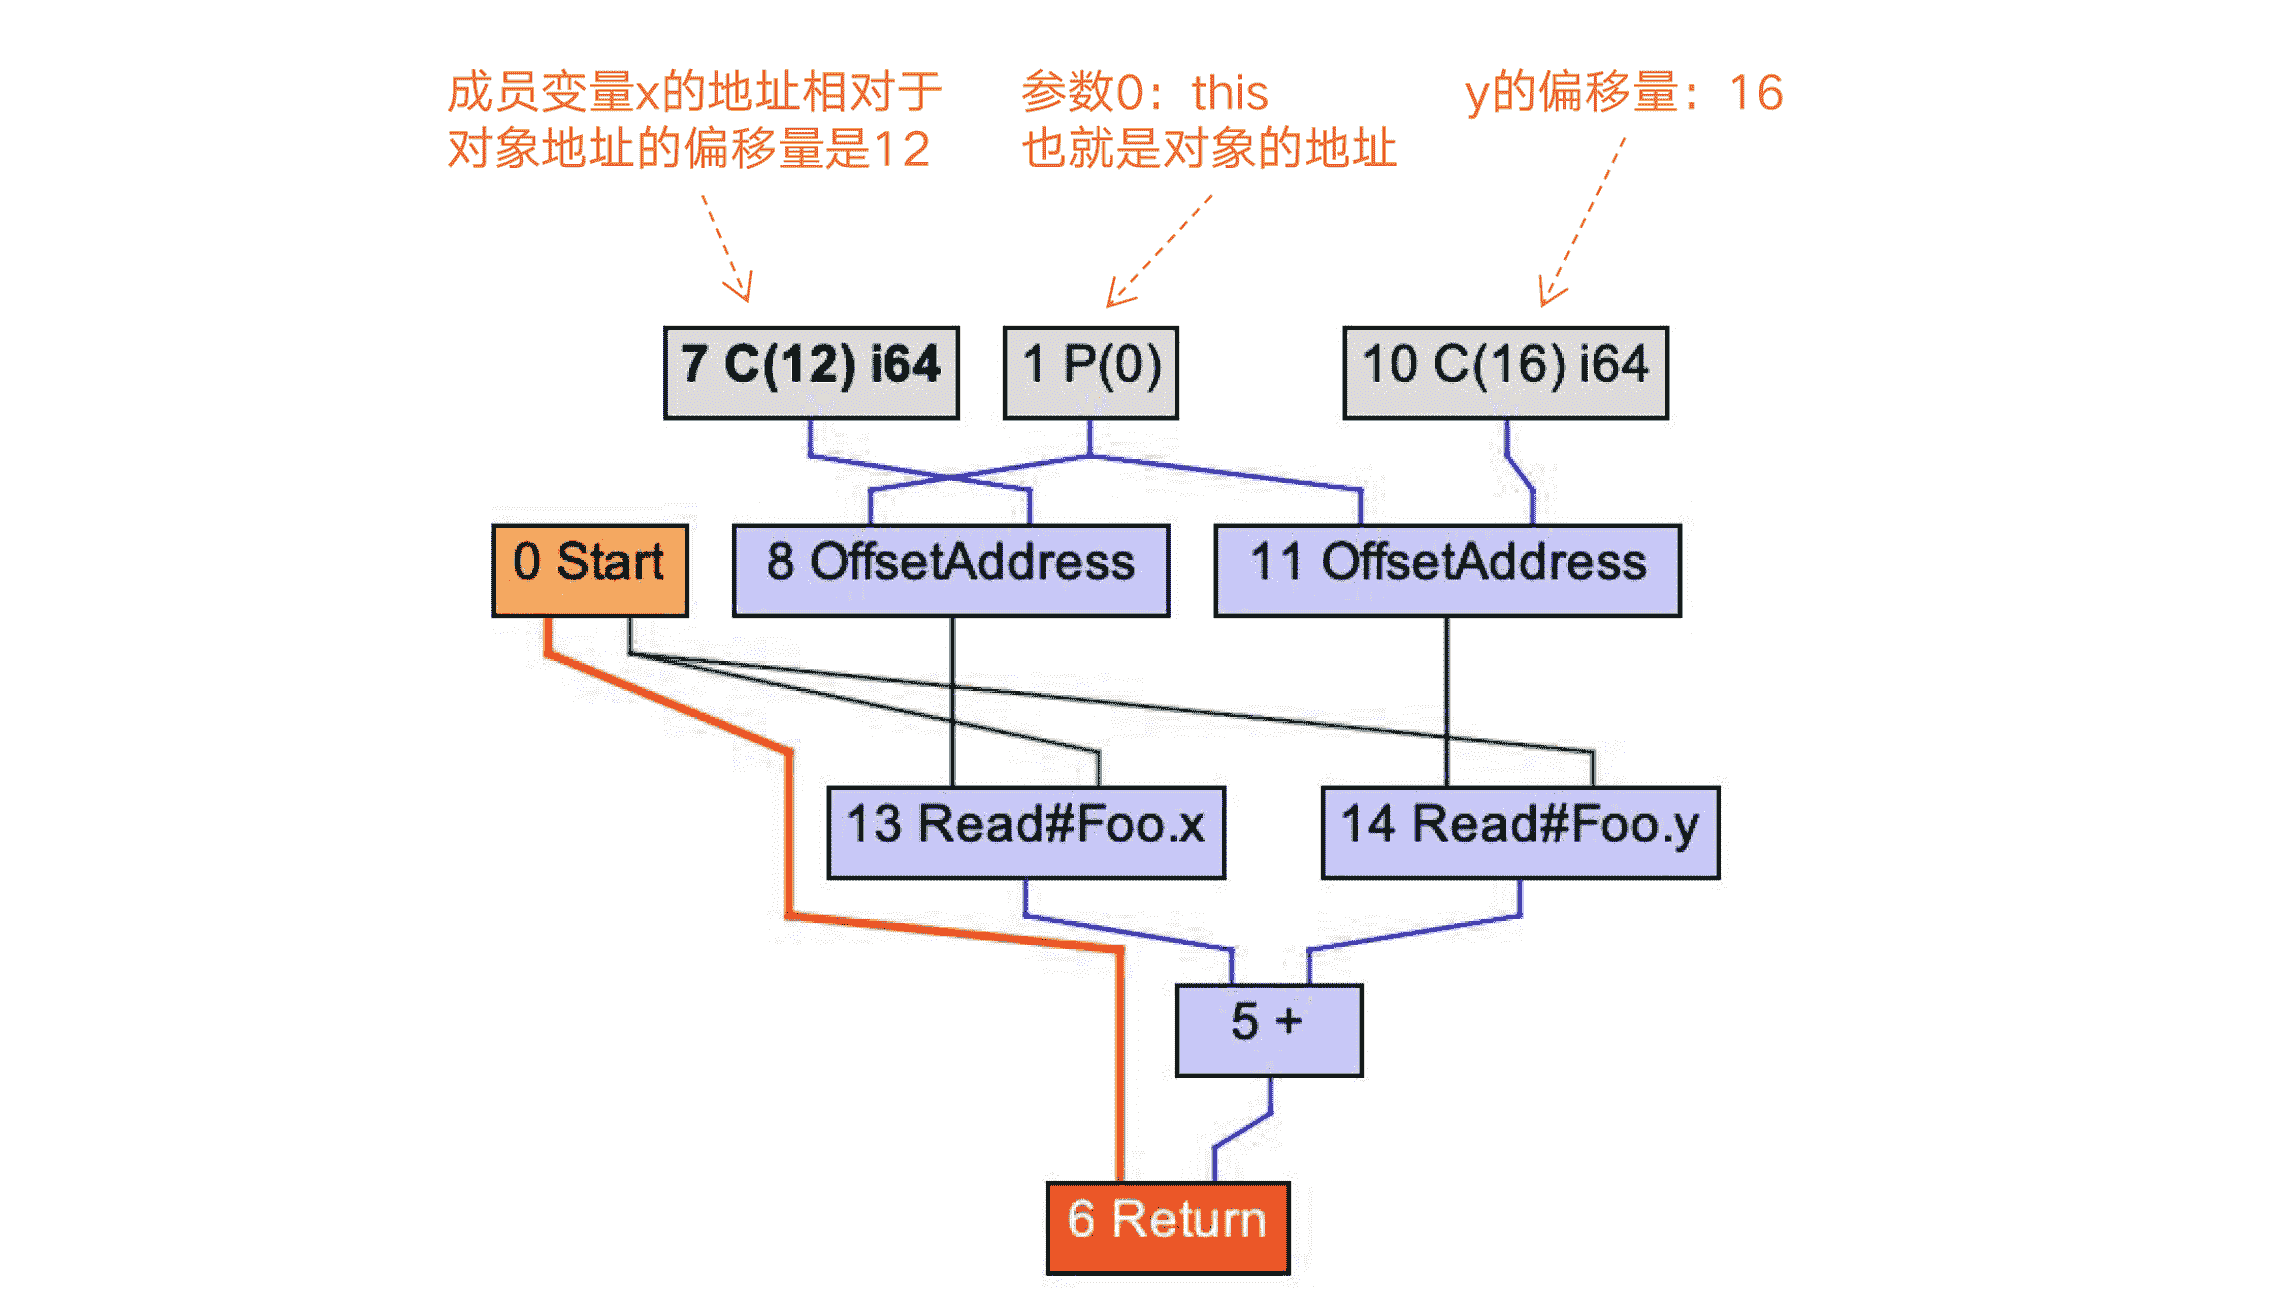 成员变量x的地址相对于
对象地址的偏移量是12
参数0：this
也就是对象的地址
y的偏移量：16
7 C(12) i64
1 P(0)
10 C(16) i64
0 Start
8 OffsetAddress
11 OffsetAddress
13 Read#Foo.x
14 Read#Foo.y
5 +
6 Return